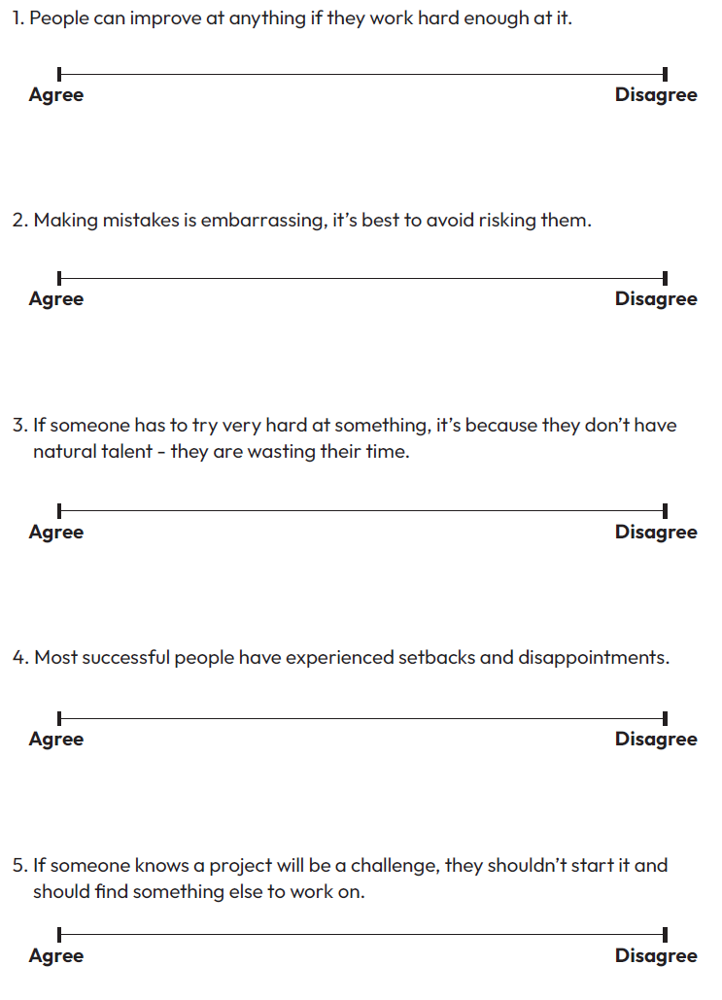 1. People can improve at anything if they work hard enough at it.
Agree Disagree
2. Making mistakes is embarrassing, it’s best to avoid risking them.
Agree Disagree
3. If someone has to try very hard at something, it’s because they don’t have
natural talent - they are wasting their time.
Agree Disagree
4. Most successful people have experienced setbacks and disappointments.
Agree Disagree
5. If someone knows a project will be a challenge, they shouldn’t start it and
should find something else to work on.
Agree Disagree